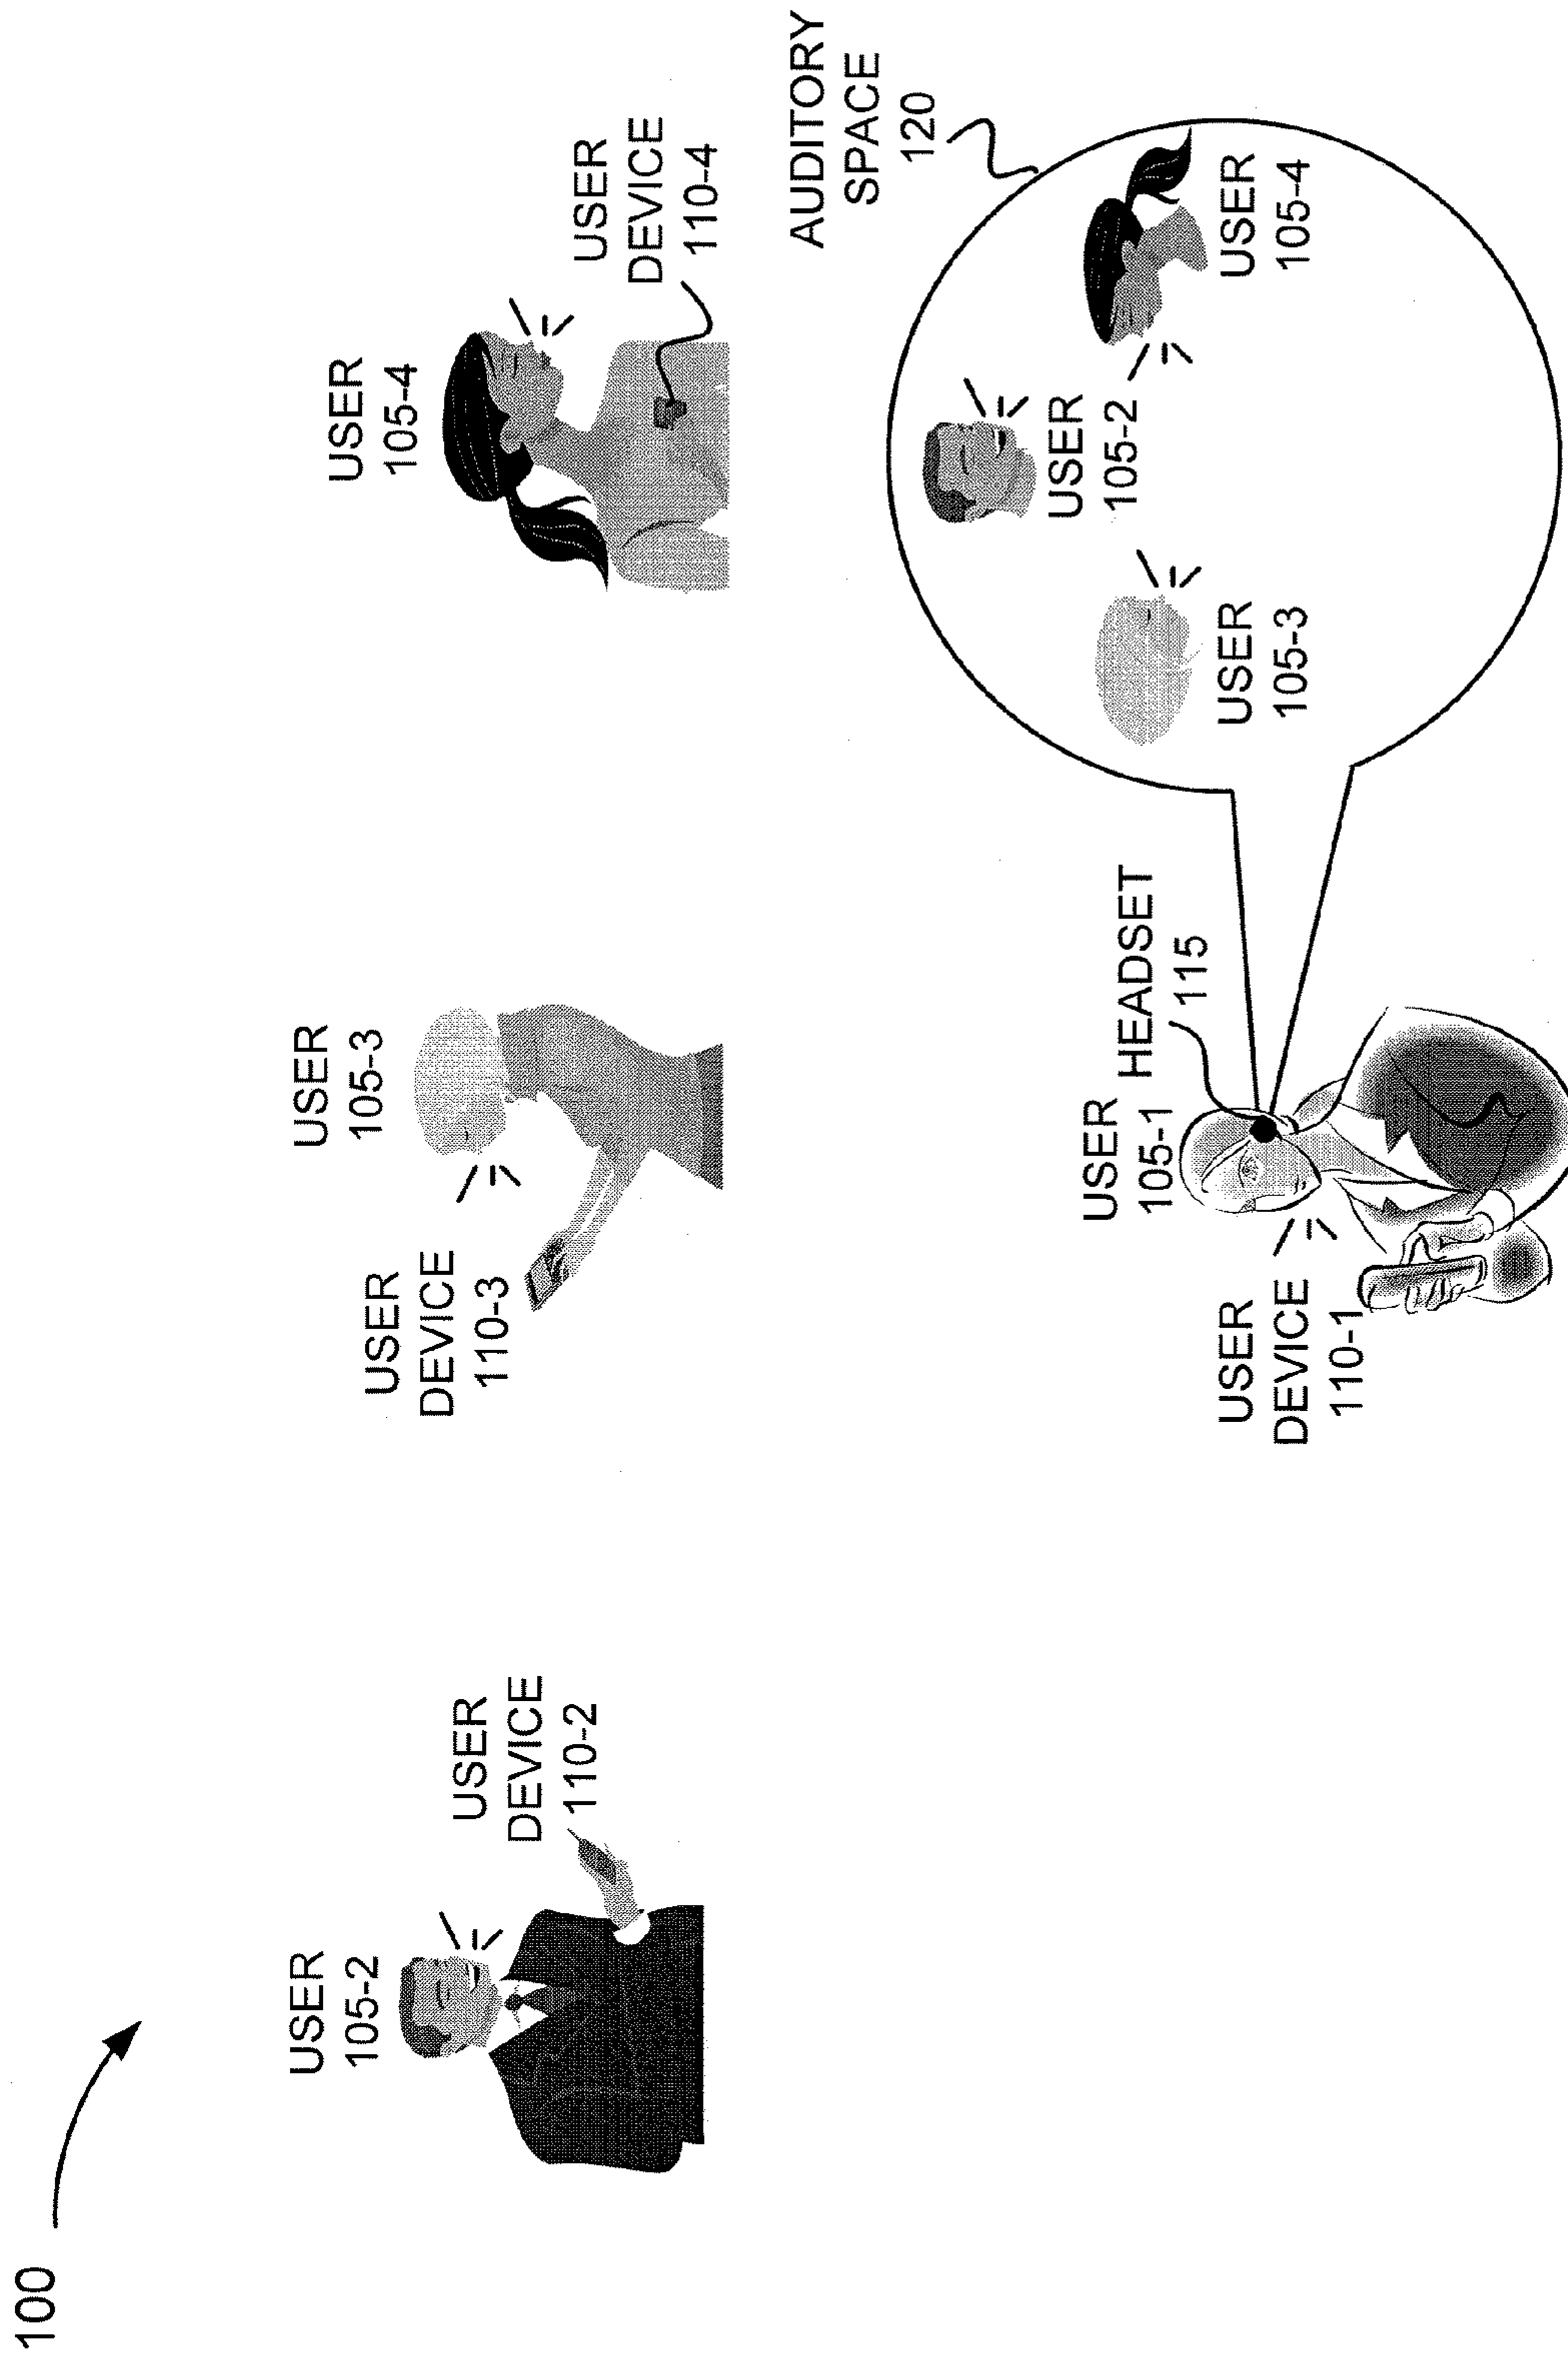 100
USER
105-2
USER
DEVICE
110-2
USER
105-3
USER
DEVICE
110-3
USER
105-4
USER
DEVICE
110-4
USER
105-1
HEADSET
115
USER
DEVICE
110-1
AUDITORY
SPACE
120
USER
105-3
USER
105-2
USER
105-4